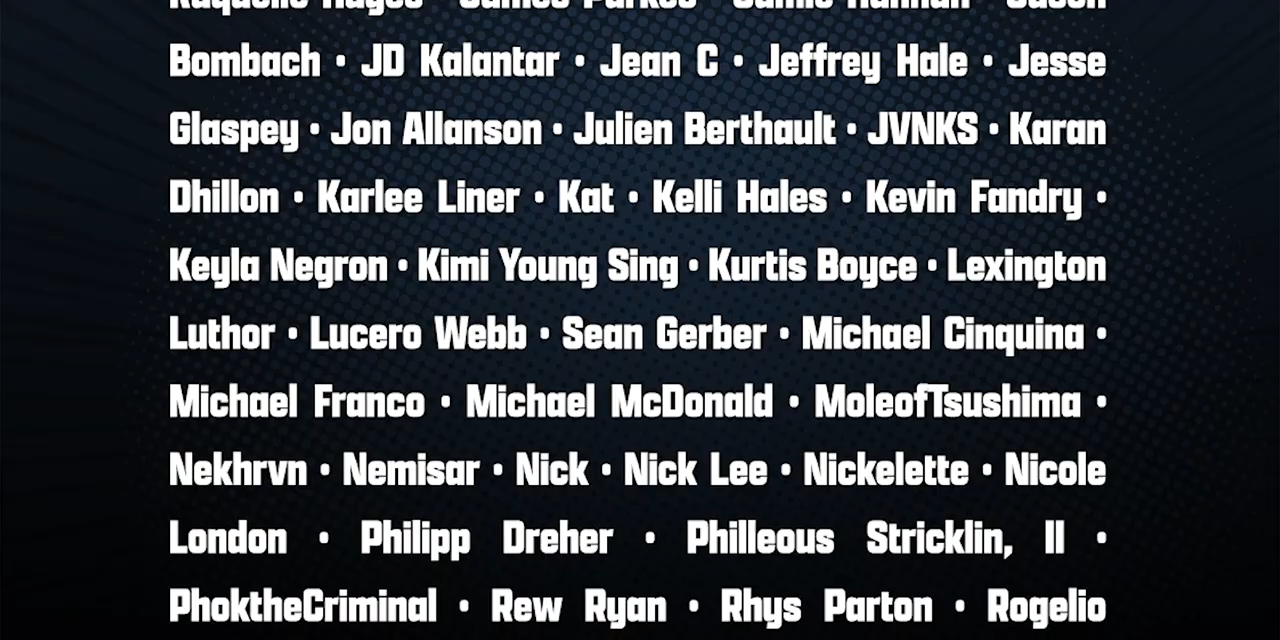 Bombach · JD Kalantar · Jean C · Jeffrey Hale · Jesse
Glaspey · Jon Allanson · Julien Berthault · JVNKS · Karan
Dhillon · Karlee Liner · Kat · Kelli Hales · Kevin Fandry ·
Keyla Negron · Kimi Young Sing · Kurtis Boyce · Lexington
Luthor · Lucero Webb · Sean Gerber · Michael Cinquina ·
Michael Franco · Michael McDonald · MoleofTsushima ·
Nekhrvn · Nemisar · Nick · Nick Lee · Nickelette · Nicole
London · Philipp Dreher · Philleous Stricklin, II ·
PhoktheCriminal · Rew Ryan · Rhys Parton · Rogelio